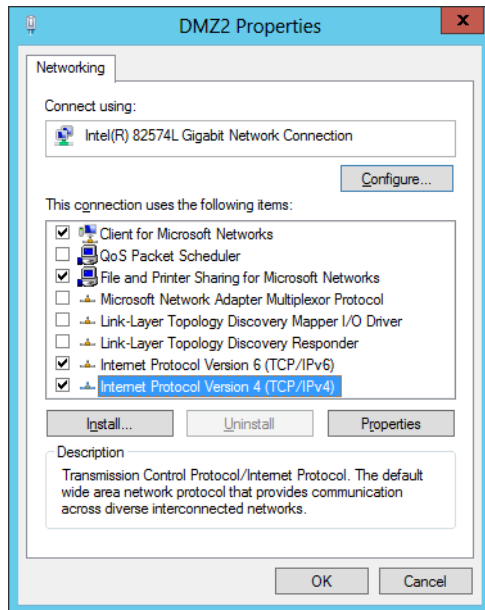 DMZ2 Properties
x
Networking
Connect using:
Intel(R) 82574L Gigabit Network Connection
Configure...
This connection uses the following items:
Client for Microsoft Networks
QoS Packet Scheduler
File and Printer Sharing for Microsoft Networks
Microsoft Network Adapter Multiplexor Protocol
Link-Layer Topology Discovery Mapper I/O Driver
Link-Layer Topology Discovery Responder
Internet Protocol Version 6 (TCP/IPv6)
Internet Protocol Version 4 (TCP/IPv4)
Install... Uninstall Properties
Description
Transmission Control Protocol/Internet Protocol. The default
wide area network protocol that provides communication
across diverse interconnected networks.
OK Cancel